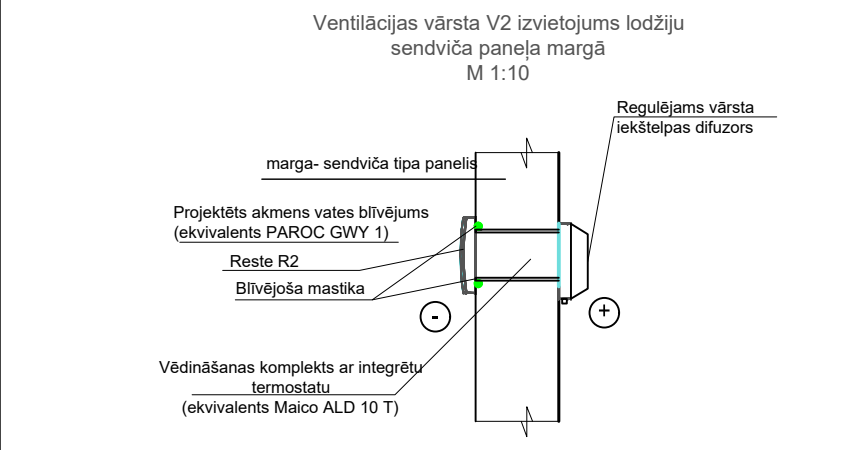 Ventilācijas vārsta V2 izvietojums lodžiju
sendviča paneļa margā
M 1:10
Regulējams vārsta
iekštelpas difuzors
marga- sendviča tipa panelis
Projektēts akmens vates blīvējums
(ekvivalents PAROC GWY 1)
Reste R2
Blīvējoša mastika
-
+
Vēdināšanas komplekts ar integrētu
termostatu
(ekvivalents Maico ALD 10 T)